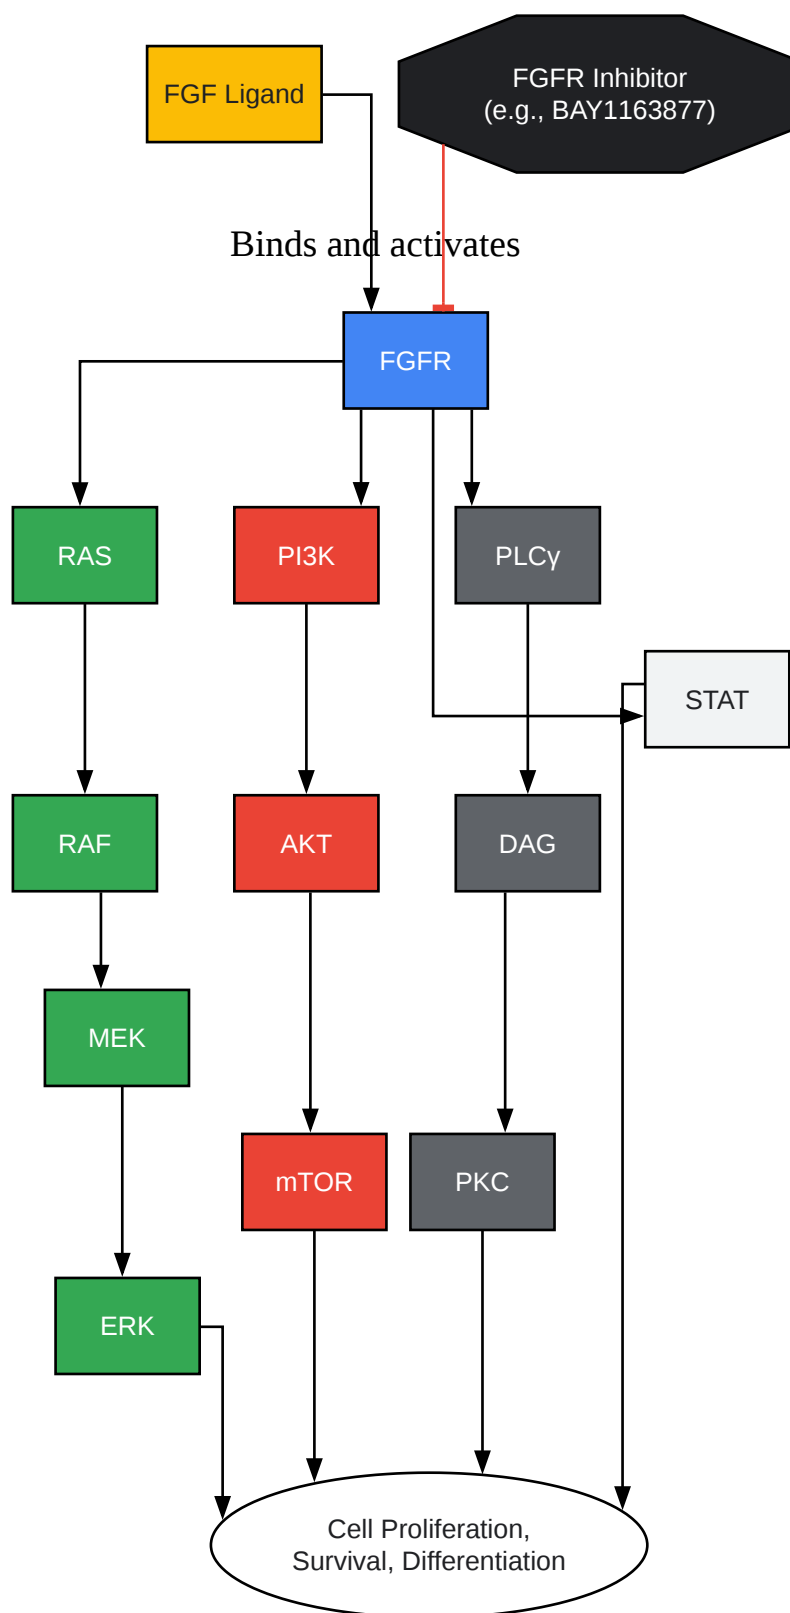 FGF Ligand
FGFR Inhibitor
(e.g., BAY1163877)
Binds and activates
FGFR
RAS
PI3K
PLCγ
STAT
RAF
AKT
DAG
MEK
mTOR
PKC
ERK
Cell Proliferation,
Survival, Differentiation